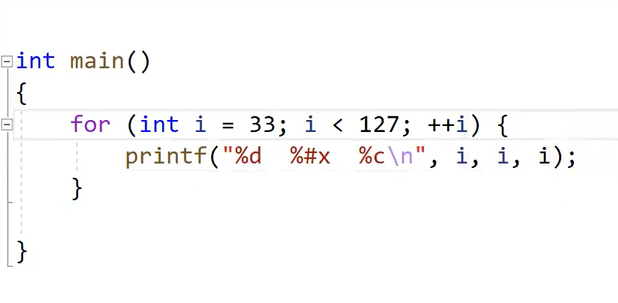 int main()
{
    for (int i = 33; i < 127; ++i) {
        printf("%d  %#x  %c\n", i, i, i);
    }
}